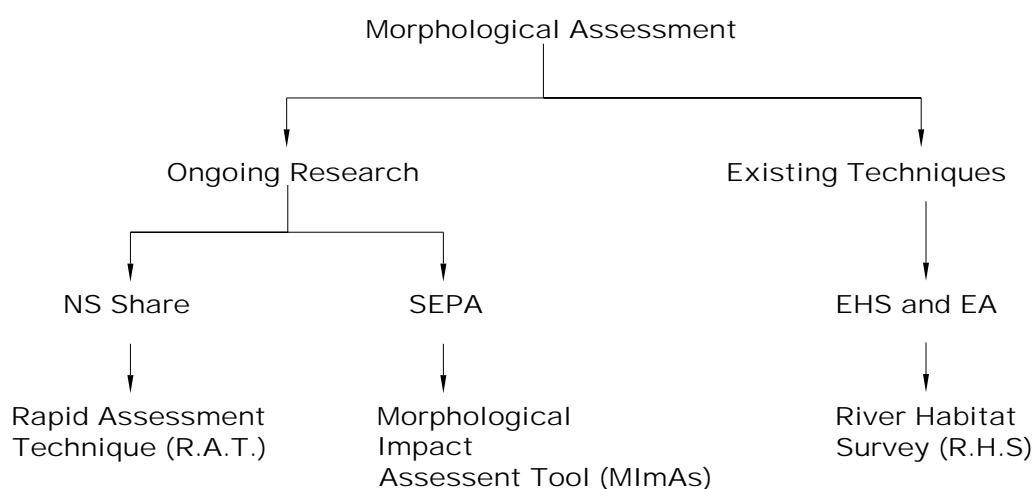 Morphological Assessment
Ongoing Research
Existing Techniques
NS Share
SEPA
EHS and EA
Rapid Assessment
Technique (R.A.T.)
Morphological
Impact
Assessent Tool (MImAs)
River Habitat
Survey (R.H.S)